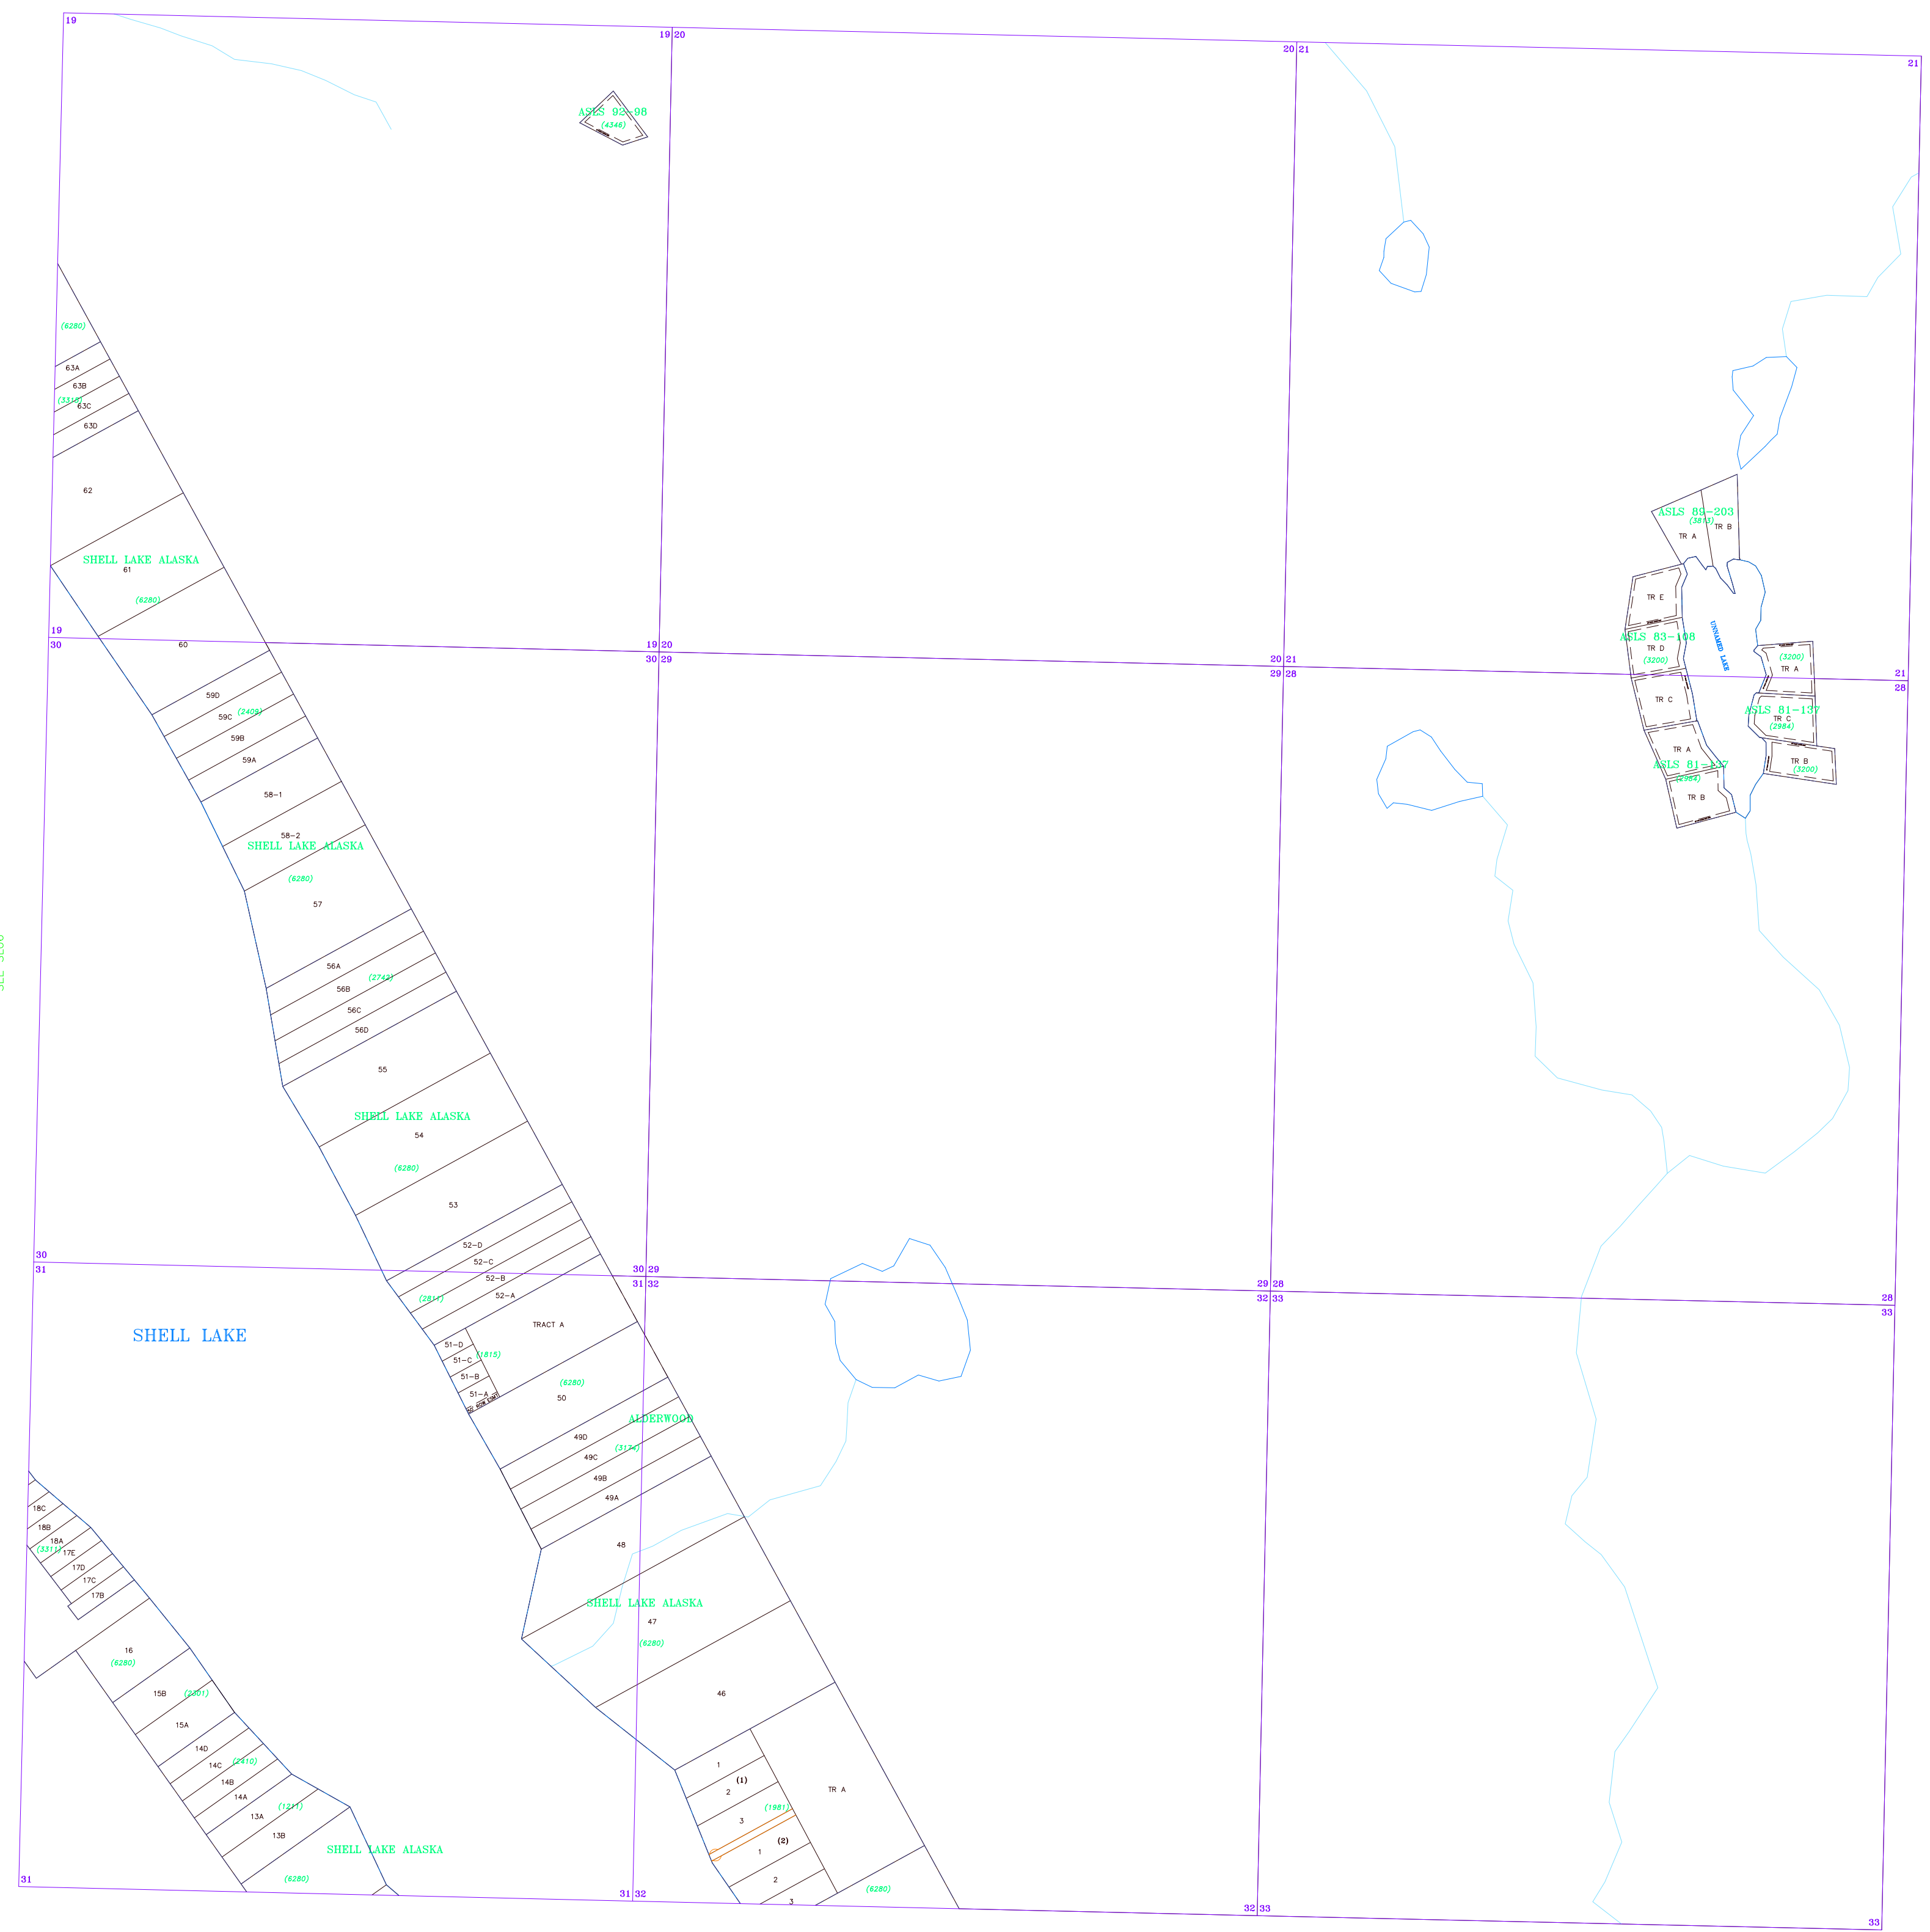 19
19 20
20 21
21
ASLS 92-98
(4346)
(6280)
63A
63B
63C
63D
62
SHELL LAKE ALASKA
61
(6280)
ASLS 89-203
(3813)
TR A
TR B
TR E
ASLS 83-108
TR D
(3200)
TR C
UNNAMED LAKE
(3200)
TR A
ASLS 81-137
TR C
(2984)
TR B
(3200)
TR A
ASLS 81-137
(2984)
TR B
19
30
60
19 20
30 29
20 21
29 28
21
28
59D
59C
(2409)
59B
59A
58-1
58-2
SHELL LAKE ALASKA
(6280)
57
56A
(2742)
56B
56C
56D
55
SHELL LAKE ALASKA
54
(6280)
53
52-D
52-C
52-B
52-A
30
31
30 29
31 32
29 28
32 33
28
33
SHELL LAKE
TRACT A
51-D
51-C
(1815)
51-B
51-A
(6280)
50
ALDERWOOD
49D
(3174)
49C
49B
49A
48
18C
18B
18A
(3311)
17E
17D
17C
17B
SHELL LAKE ALASKA
47
(6280)
16
(6280)
15B
(2301)
15A
46
14D
14C
(2410)
14B
14A
(1211)
13A
13B
SHELL LAKE ALASKA
(6280)
1
(1)
2
TR A
(1981)
3
(2)
1
2
3
(6280)
31
31 32
32 33
33